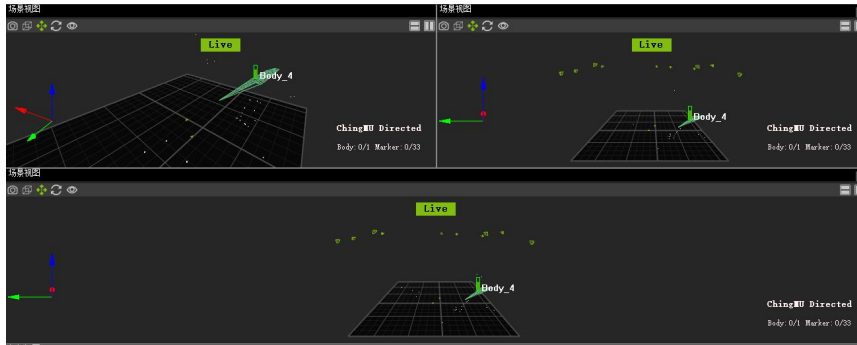 场景视图
Live
Body_4
ChingMU Directed
Body: 0/1 Marker: 0/33
场景视图
Live
Body_4
ChingMU Directed
Body: 0/1 Marker: 0/33
场景视图
Live
Body_4
ChingMU Directed
Body: 0/1 Marker: 0/33